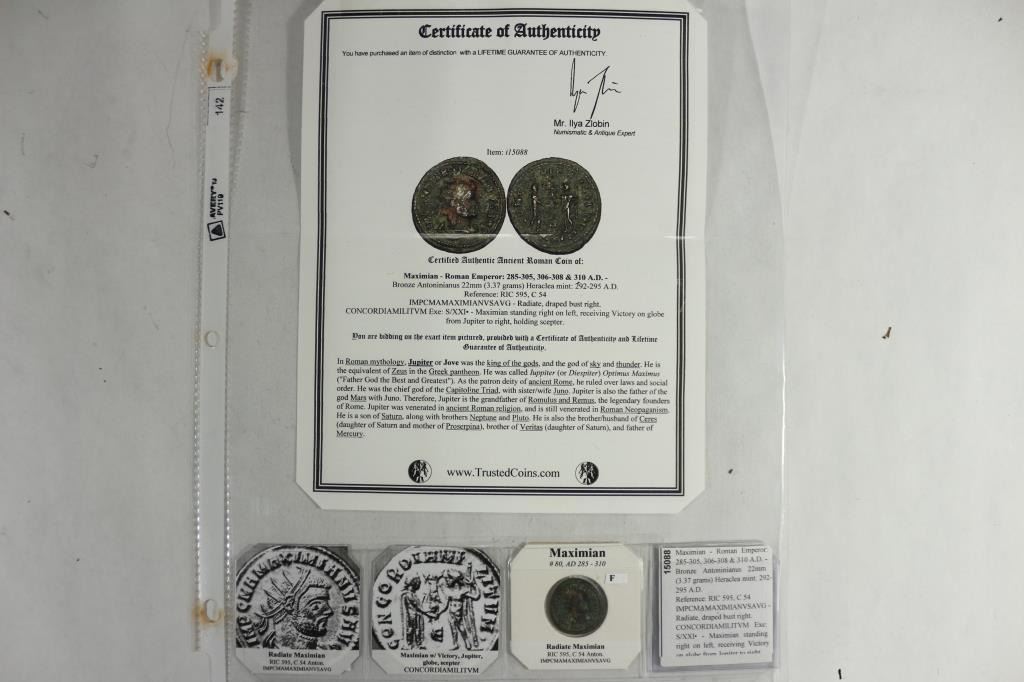 Certificate of Authenticity
You have purchased an item of distinction with a LIFETIME GUARANTEE OF AUTHENTICITY.
Mr. Ilya Zlobin
Numismatic & Antique Expert
Item: i15088
Certified Authentic Ancient Roman Coin of:
Maximian - Roman Emperor: 285-305, 306-308 & 310 A.D. -
Bronze Antoninianus 22mm (3.37 grams) Heraclea mint: 292-295 A.D.
Reference: RIC 595, C 54
IMPCMAMAXIMIANVSAVG - Radiate, draped bust right.
CONCORDIAMILITVM Exe: S/XXI• - Maximian standing right on left, receiving Victory on globe
from Jupiter to right, holding scepter.
You are bidding on the exact item pictured, provided with a Certificate of Authenticity and Lifetime
Guarantee of Authenticity.
In Roman mythology, Jupiter or Jove was the king of the gods, and the god of sky and thunder. He is
the equivalent of Zeus in the Greek pantheon. He was called Iuppiter (or Diespiter) Optimus Maximus
("Father God the Best and Greatest"). As the patron deity of ancient Rome, he ruled over laws and social
order. He was the chief god of the Capitoline Triad, with sister/wife Juno. Jupiter is also the father of the
god Mars with Juno. Therefore, Jupiter is the grandfather of Romulus and Remus, the legendary founders
of Rome. Jupiter was venerated in ancient Roman religion, and is still venerated in Roman Neopaganism.
He is a son of Saturn, along with brothers Neptune and Pluto. He is also the brother/husband of Ceres
(daughter of Saturn and mother of Proserpina), brother of Veritas (daughter of Saturn), and father of
Mercury.
www.TrustedCoins.com
142
AVERY
PV119
IMPCMAMAXIMIANVSAVG
Radiate Maximian
RIC 595, C 54 Anton.
IMPCMAMAXIMIANVSAVG
CONCORDIAMILITVM
Maximian w/ Victory, Jupiter,
globe, scepter
CONCORDIAMILITVM
Maximian
# 80, AD 285 - 310
F
Radiate Maximian
RIC 595, C 54 Anton.
IMPCMAMAXIMIANVSAVG
15088
Maximian - Roman Emperor:
285-305, 306-308 & 310 A.D. -
Bronze Antoninianus 22mm
(3.37 grams) Heraclea mint: 292-
295 A.D.
Reference: RIC 595, C 54
IMPCMAMAXIMIANVSAVG -
Radiate, draped bust right.
CONCORDIAMILITVM Exe:
S/XXI• - Maximian standing
right on left, receiving Victory
on globe from Jupiter to right